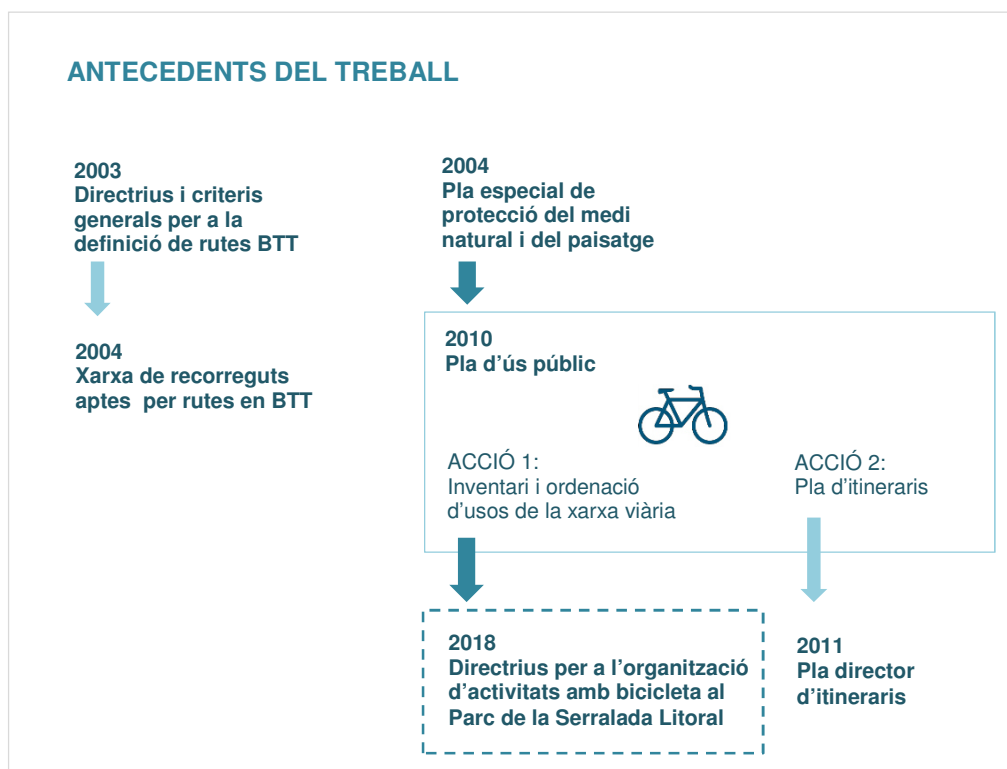 ANTECEDENTS DEL TREBALL
2003
Directrius i criteris
generals per a la
definició de rutes BTT
2004
Xarxa de recorreguts
aptes per rutes en BTT
2004
Pla especial de
protecció del medi
natural i del paisatge
2010
Pla d'ús públic
ACCIÓ 1:
Inventari i ordenació
d'usos de la xarxa viària
ACCIÓ 2:
Pla d'itineraris
2018
Directrius per a l'organització
d'activitats amb bicicleta al
Parc de la Serralada Litoral
2011
Pla director
d'itineraris